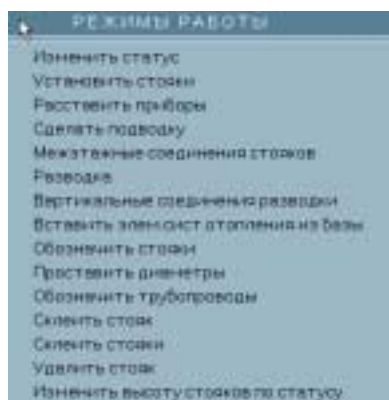 РЕЖИМЫ РАБОТЫ
Изменить статус
Установить стояки
Расставить приборы
Сделать подводку
Межэтажные соединения стояков
Разводка
Вертикальные соединения разводки
Вставить элем сист отопления из базы
Обозначить стояки
Проставить диаметры
Обозначить трубопроводы
Склеить стояк
Склеить стояки
Удалить стояк
Изменить высоту стояков по статусу